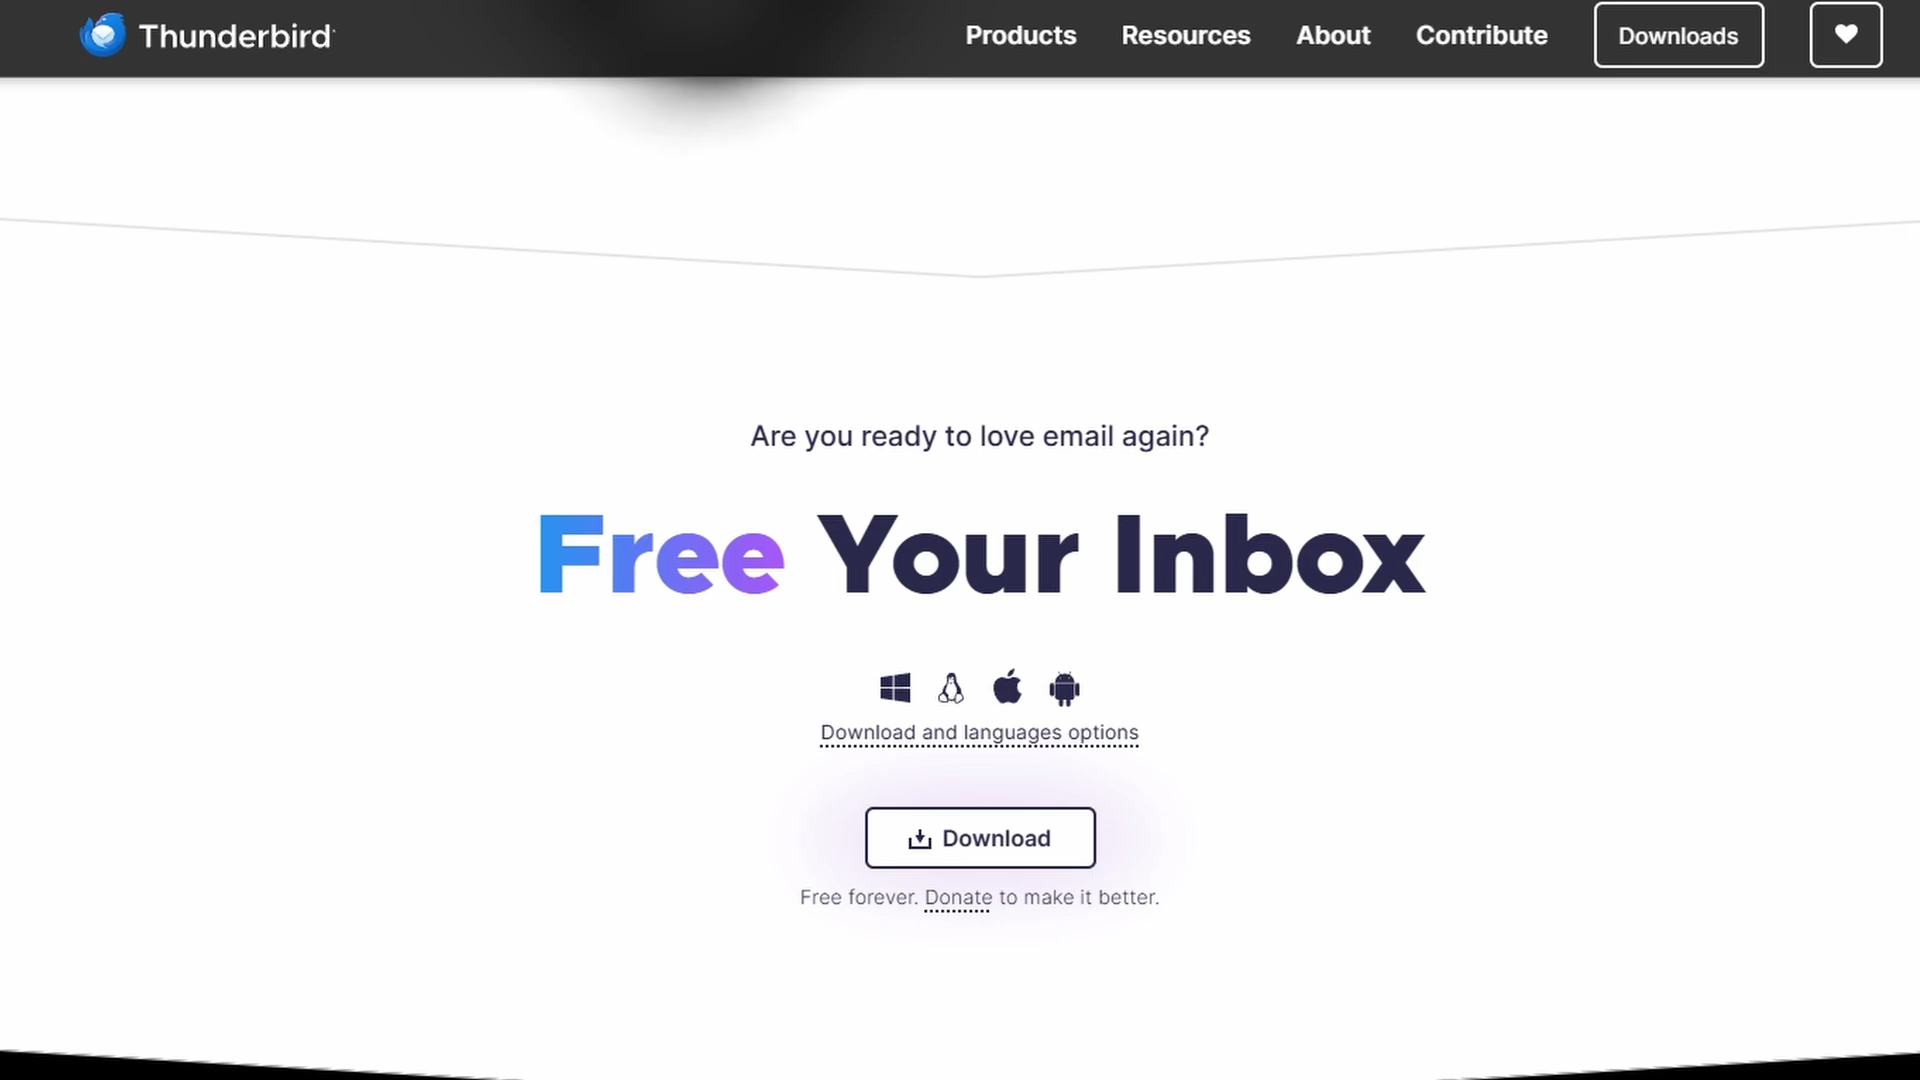 Thunderbird
Products
Resources
About
Contribute
Downloads
Are you ready to love email again?
Free Your Inbox
Download and languages options
Download
Free forever. Donate to make it better.